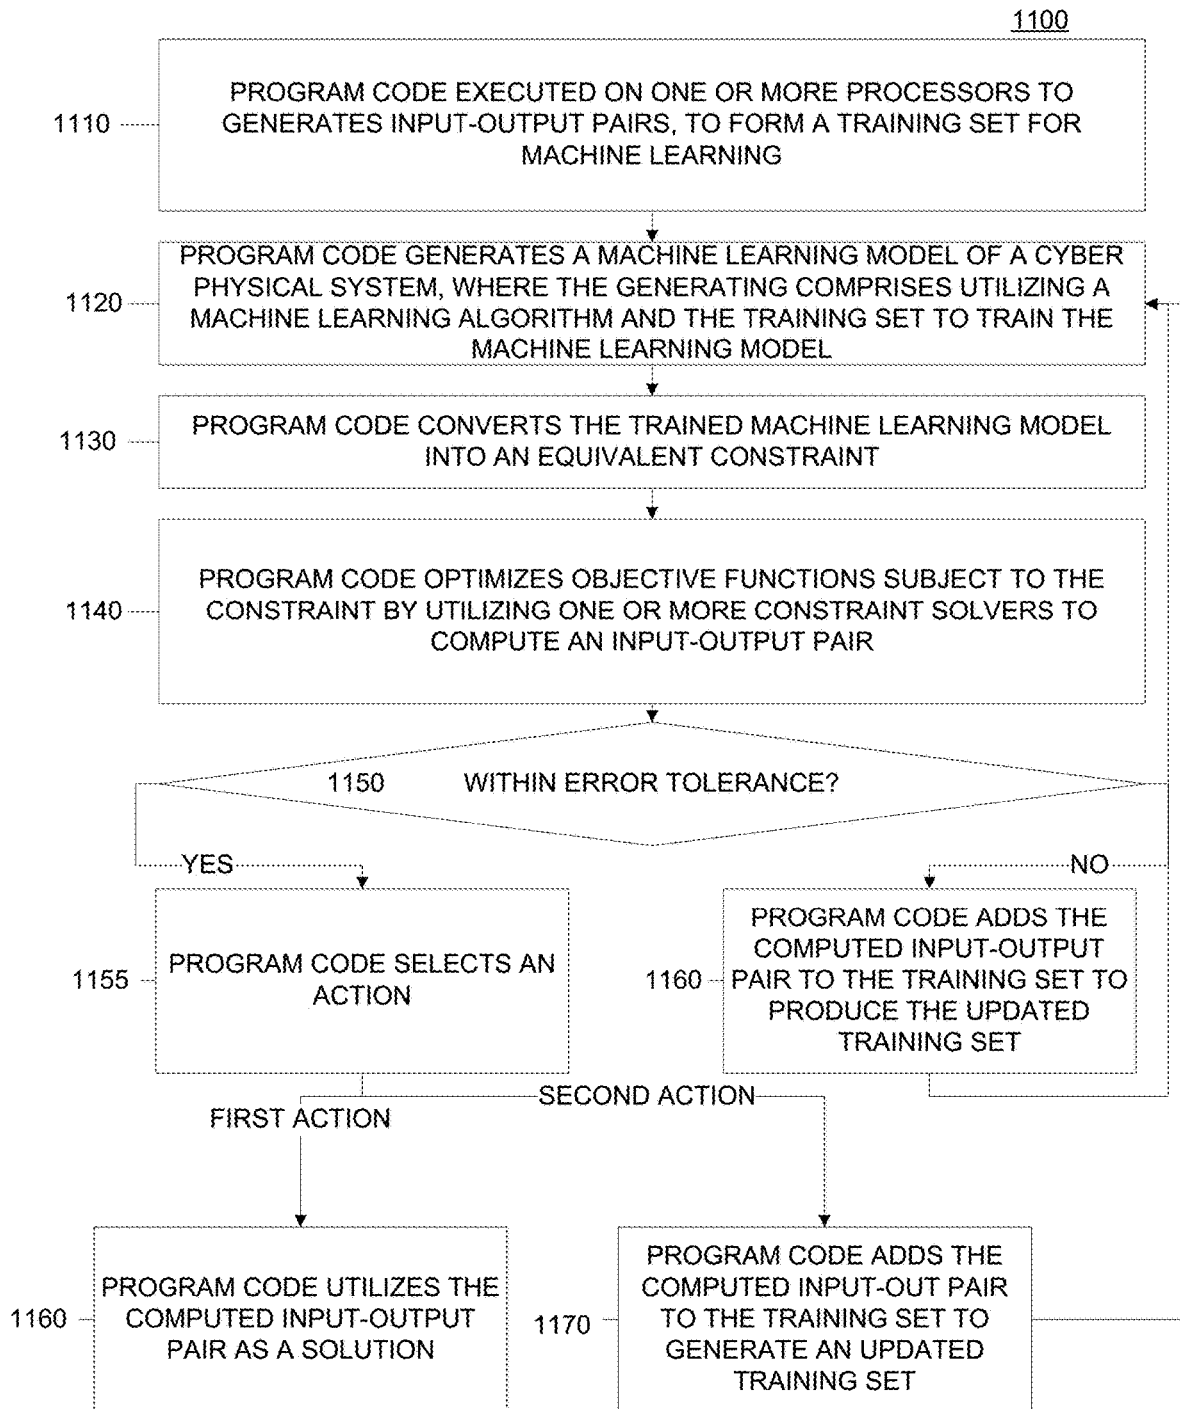 1100
PROGRAM CODE EXECUTED ON ONE OR MORE PROCESSORS TO
GENERATES INPUT-OUTPUT PAIRS, TO FORM A TRAINING SET FOR
MACHINE LEARNING
1110
PROGRAM CODE GENERATES A MACHINE LEARNING MODEL OF A CYBER
PHYSICAL SYSTEM, WHERE THE GENERATING COMPRISES UTILIZING A
MACHINE LEARNING ALGORITHM AND THE TRAINING SET TO TRAIN THE
MACHINE LEARNING MODEL
1120
PROGRAM CODE CONVERTS THE TRAINED MACHINE LEARNING MODEL
INTO AN EQUIVALENT CONSTRAINT
1130
PROGRAM CODE OPTIMIZES OBJECTIVE FUNCTIONS SUBJECT TO THE
CONSTRAINT BY UTILIZING ONE OR MORE CONSTRAINT SOLVERS TO
COMPUTE AN INPUT-OUTPUT PAIR
1140
1150 WITHIN ERROR TOLERANCE?
YES
NO
PROGRAM CODE SELECTS AN
ACTION
1155
PROGRAM CODE ADDS THE
COMPUTED INPUT-OUTPUT
PAIR TO THE TRAINING SET TO
PRODUCE THE UPDATED
TRAINING SET
1160
FIRST ACTION
SECOND ACTION
PROGRAM CODE UTILIZES THE
COMPUTED INPUT-OUTPUT
PAIR AS A SOLUTION
1160
PROGRAM CODE ADDS THE
COMPUTED INPUT-OUT PAIR
TO THE TRAINING SET TO
GENERATE AN UPDATED
TRAINING SET
1170